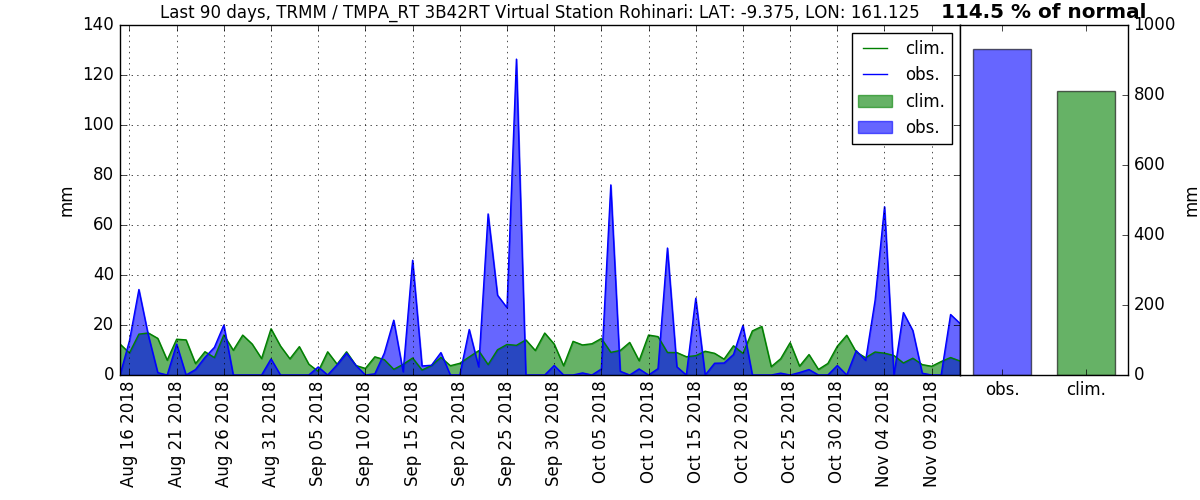 Last 90 days, TRMM / TMPA_RT 3B42RT Virtual Station Rohinari: LAT: -9.375, LON: 161.125
114.5 % of normal
140
120
100
80
60
40
20
0
mm
clim.
obs.
clim.
obs.
1000
800
600
400
200
0
mm
Aug 16 2018
Aug 21 2018
Aug 26 2018
Aug 31 2018
Sep 05 2018
Sep 10 2018
Sep 15 2018
Sep 20 2018
Sep 25 2018
Sep 30 2018
Oct 05 2018
Oct 10 2018
Oct 15 2018
Oct 20 2018
Oct 25 2018
Oct 30 2018
Nov 04 2018
Nov 09 2018
obs.
clim.